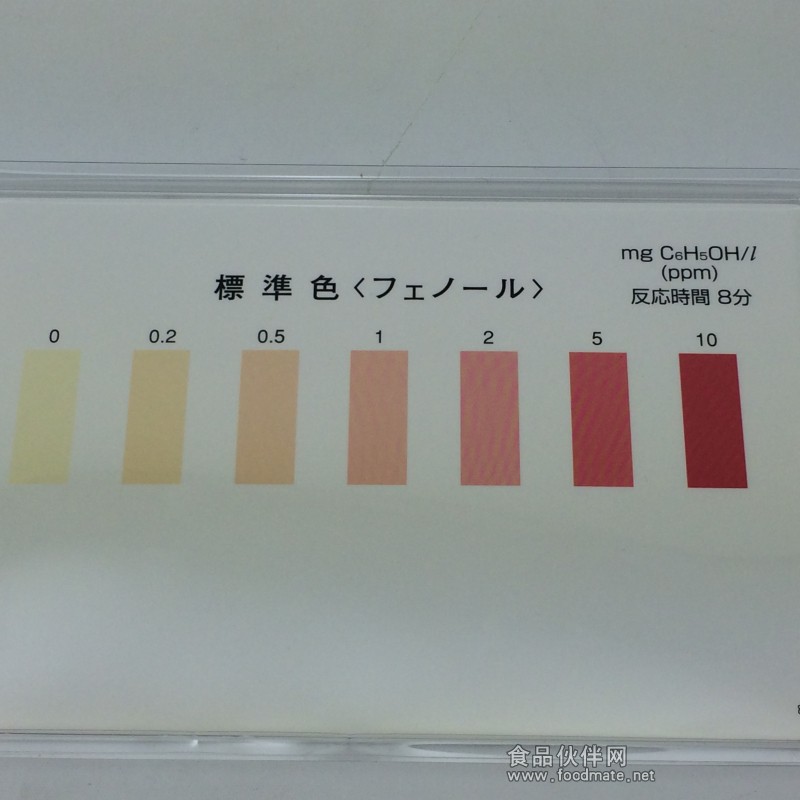 mg C₆H₅OH/l
(ppm)
標準色〈フェノール〉
反応時間 8分
0 0.2 0.5 1 2 5 10
食品伙伴网
www.foodmate.net